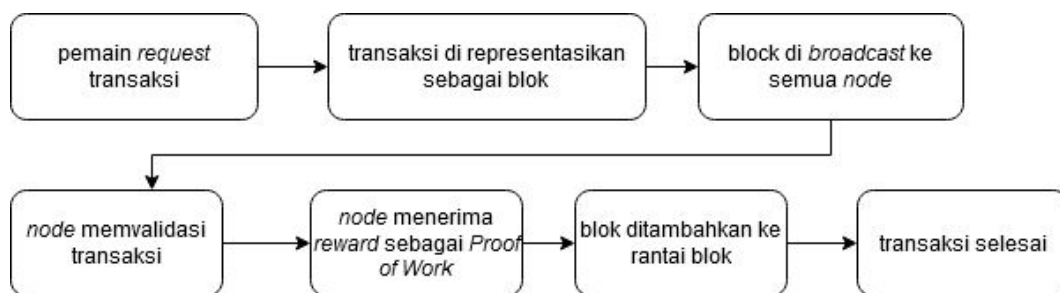 pemain request
transaksi
transaksi di representasikan
sebagai blok
block di broadcast ke
semua node
node memvalidasi
transaksi
node menerima
reward sebagai Proof
of Work
blok ditambahkan ke
rantai blok
transaksi selesai